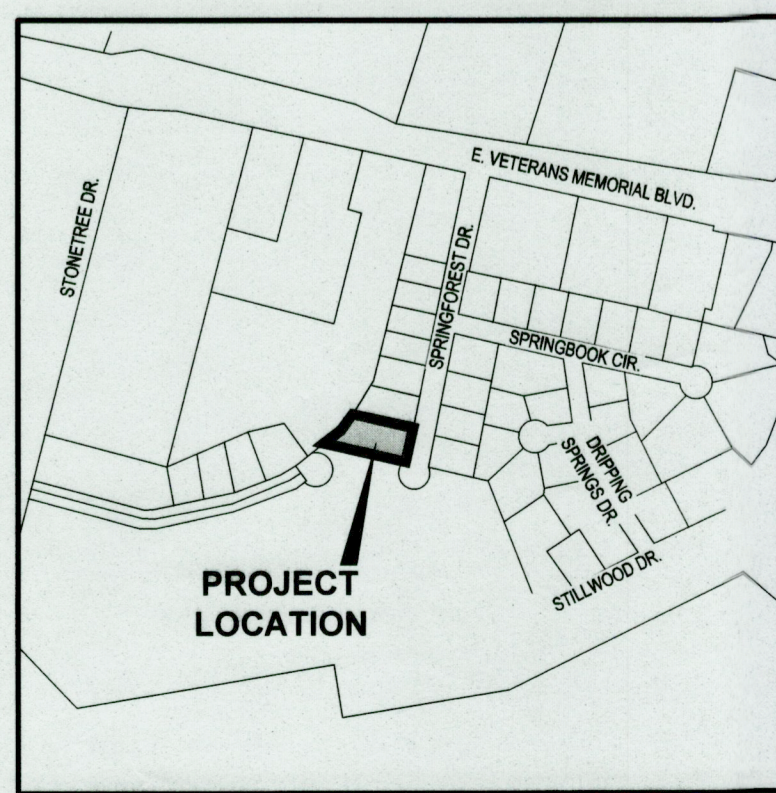 E. VETERANS MEMORIAL BLVD.
STONETREE DR.
SPRINGFOREST DR.
SPRINGBOOK CIR.
DRIPPING
SPRINGS DR.
STILLWOOD DR.
PROJECT
LOCATION